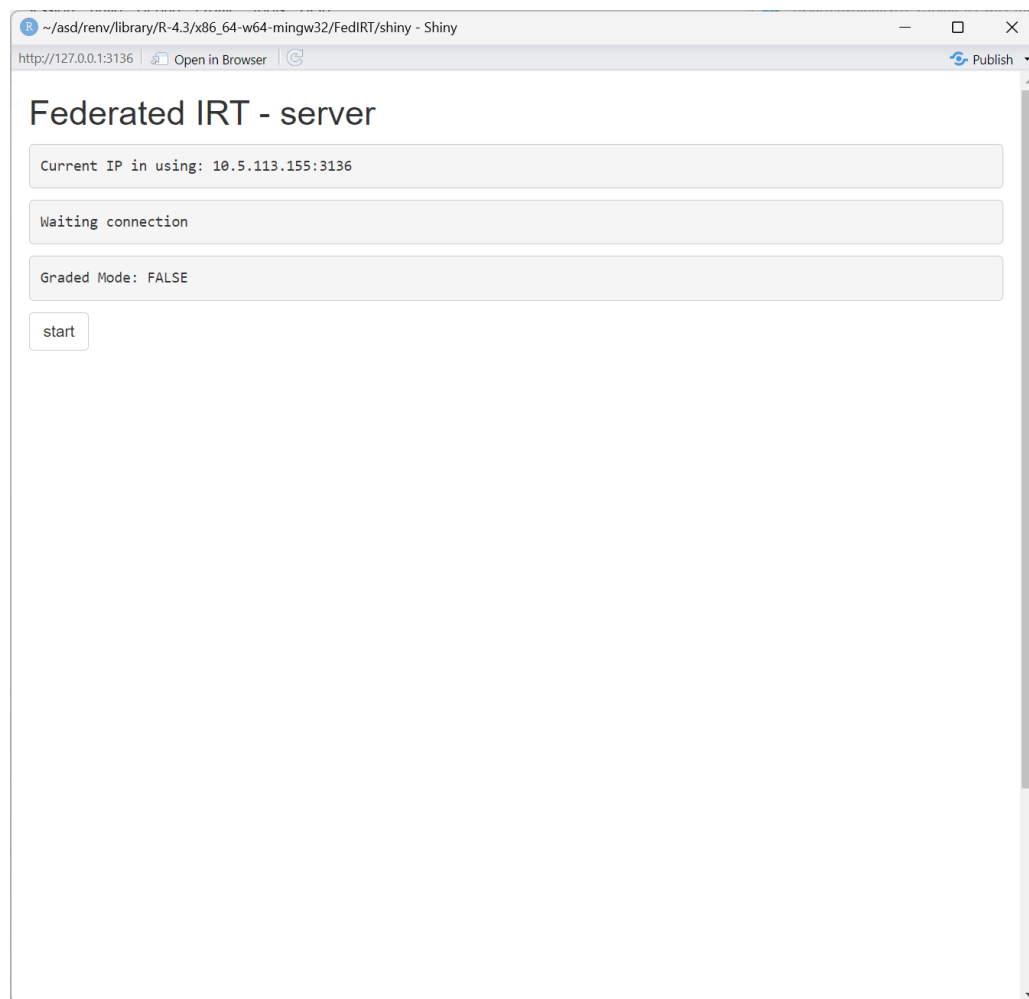 R ~/asd/renv/library/R-4.3/x86_64-w64-mingw32/FedIRT/shiny - Shiny
http://127.0.0.1:3136 Open in Browser Publish
Federated IRT - server
Current IP in using: 10.5.113.155:3136
Waiting connection
Graded Mode: FALSE
start